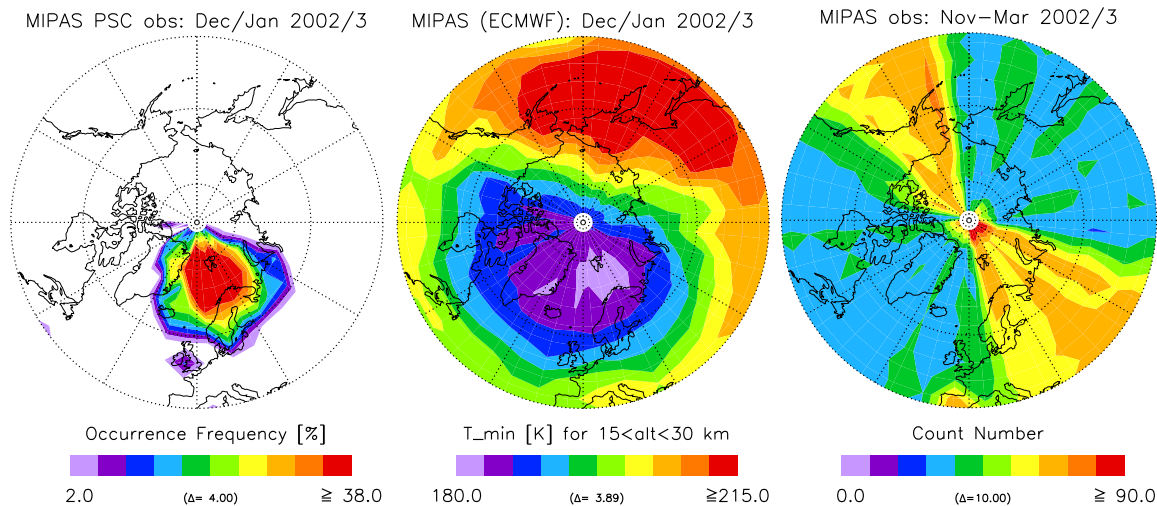 MIPAS PSC obs: Dec/Jan 2002/3
MIPAS (ECMWF): Dec/Jan 2002/3
MIPAS obs: Nov-Mar 2002/3
Occurrence Frequency [%]
2.0 (Δ= 4.00) ≧ 38.0
T_min [K] for 15<alt<30 km
180.0 (Δ= 3.89) ≧215.0
Count Number
0.0 (Δ=10.00) ≧ 90.0